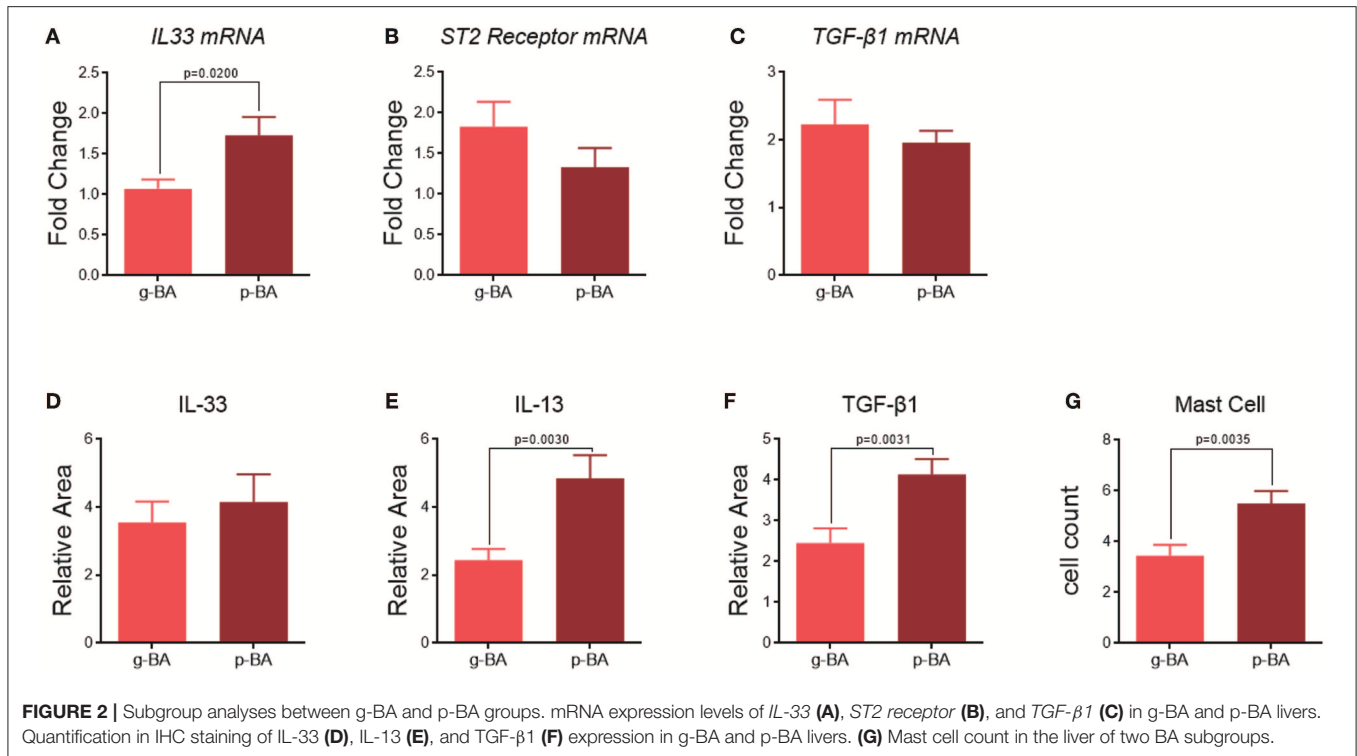 A
IL33 mRNA
p=0.0200
2.5
2.0
1.5
1.0
0.5
0.0
Fold Change
g-BA
p-BA
B
ST2 Receptor mRNA
2.5
2.0
1.5
1.0
0.5
0.0
Fold Change
g-BA
p-BA
C
TGF-β1 mRNA
3
2
1
0
Fold Change
g-BA
p-BA
D
IL-33
6
4
2
0
Relative Area
g-BA
p-BA
E
IL-13
p=0.0030
6
4
2
0
Relative Area
g-BA
p-BA
F
TGF-β1
p=0.0031
5
4
3
2
1
0
Relative Area
g-BA
p-BA
G
Mast Cell
p=0.0035
8
6
4
2
0
cell count
g-BA
p-BA
FIGURE 2 | Subgroup analyses between g-BA and p-BA groups. mRNA expression levels of IL-33 (A), ST2 receptor (B), and TGF-β1 (C) in g-BA and p-BA livers.
Quantification in IHC staining of IL-33 (D), IL-13 (E), and TGF-β1 (F) expression in g-BA and p-BA livers. (G) Mast cell count in the liver of two BA subgroups.